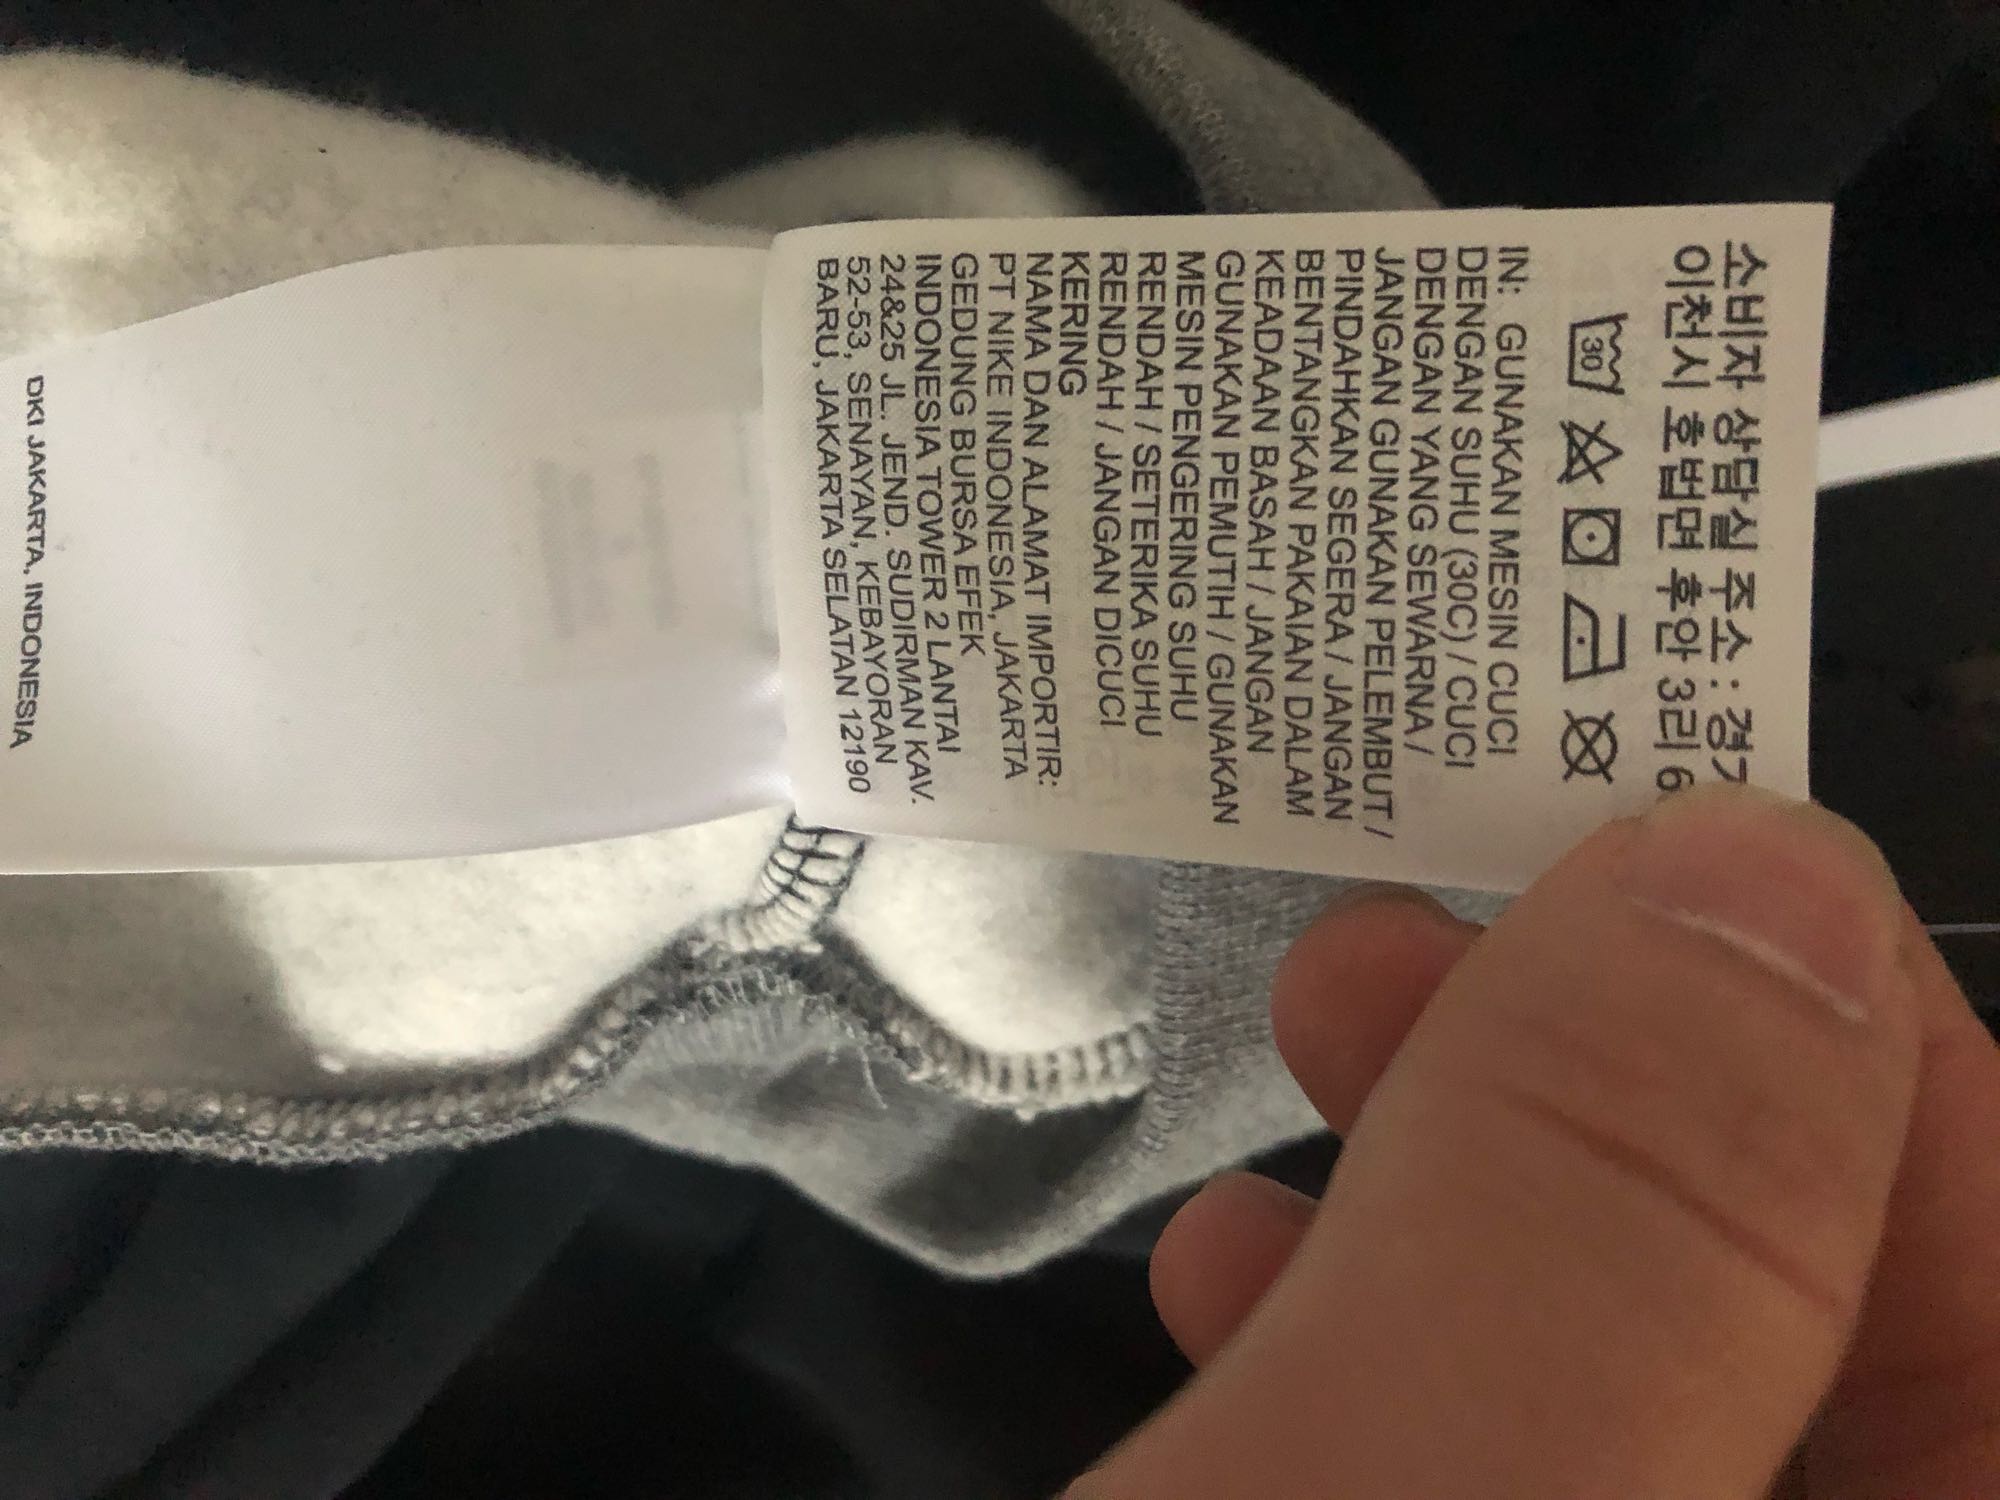 소비자 상담실 주소 : 경기
이천시 호법면 후안 3리 6
30
IN: GUNAKAN MESIN CUCI
DENGAN SUHU (30C) / CUCI
DENGAN YANG SEWARNA /
JANGAN GUNAKAN PELEMBUT /
PINDAHKAN SEGERA / JANGAN
BENTANGKAN PAKAIAN DALAM
KEADAAN BASAH / JANGAN
GUNAKAN PEMUTIH / GUNAKAN
MESIN PENGERING SUHU
RENDAH / SETERIKA SUHU
RENDAH / JANGAN DICUCI
KERING
NAMA DAN ALAMAT IMPORTIR:
PT NIKE INDONESIA, JAKARTA
GEDUNG BURSA EFEK
INDONESIA TOWER 2 LANTAI
24&25 JL. JEND. SUDIRMAN KAV.
52-53, SENAYAN, KEBAYORAN
BARU, JAKARTA SELATAN 12190
DKI JAKARTA, INDONESIA